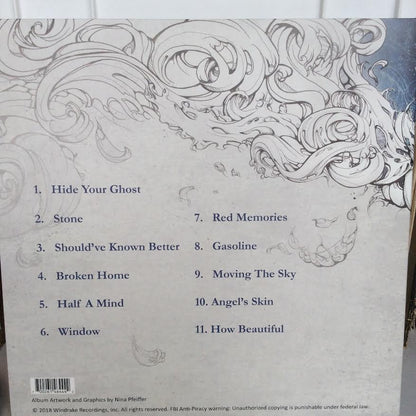 1. Hide Your Ghost
2. Stone
3. Should've Known Better
4. Broken Home
5. Half A Mind
6. Window
7. Red Memories
8. Gasoline
9. Moving The Sky
10. Angel's Skin
11. How Beautiful
Album Artwork and Graphics by Nina Pfeiffer
© 2018 Windrake Recordings, Inc. All rights reserved. FBI Anti-Piracy warning: Unauthorized copying is punishable under federal law.